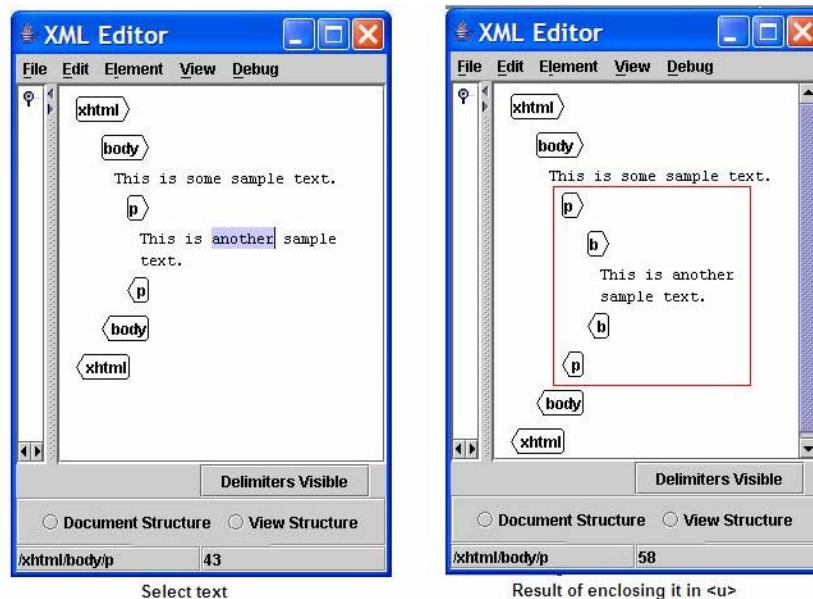 XML Editor
File Edit Element View Debug
xhtml
body
This is some sample text.
p
This is another sample
text.
p
body
xhtml
Delimiters Visible
Document Structure View Structure
/xhtml/body/p 43
Select text
XML Editor
File Edit Element View Debug
xhtml
body
This is some sample text.
p
b
This is another
sample text.
b
p
body
xhtml
Delimiters Visible
Document Structure View Structure
/xhtml/body/p 58
Result of enclosing it in <u>